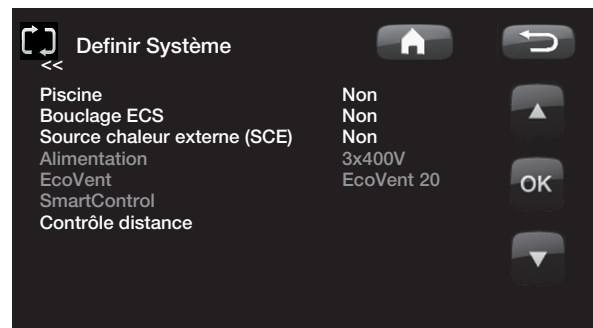 Definir Système
<<
Piscine Non
Bouclage ECS Non
Source chaleur externe (SCE) Non
Alimentation 3x400V
EcoVent EcoVent 20
SmartControl
Contrôle distance
OK